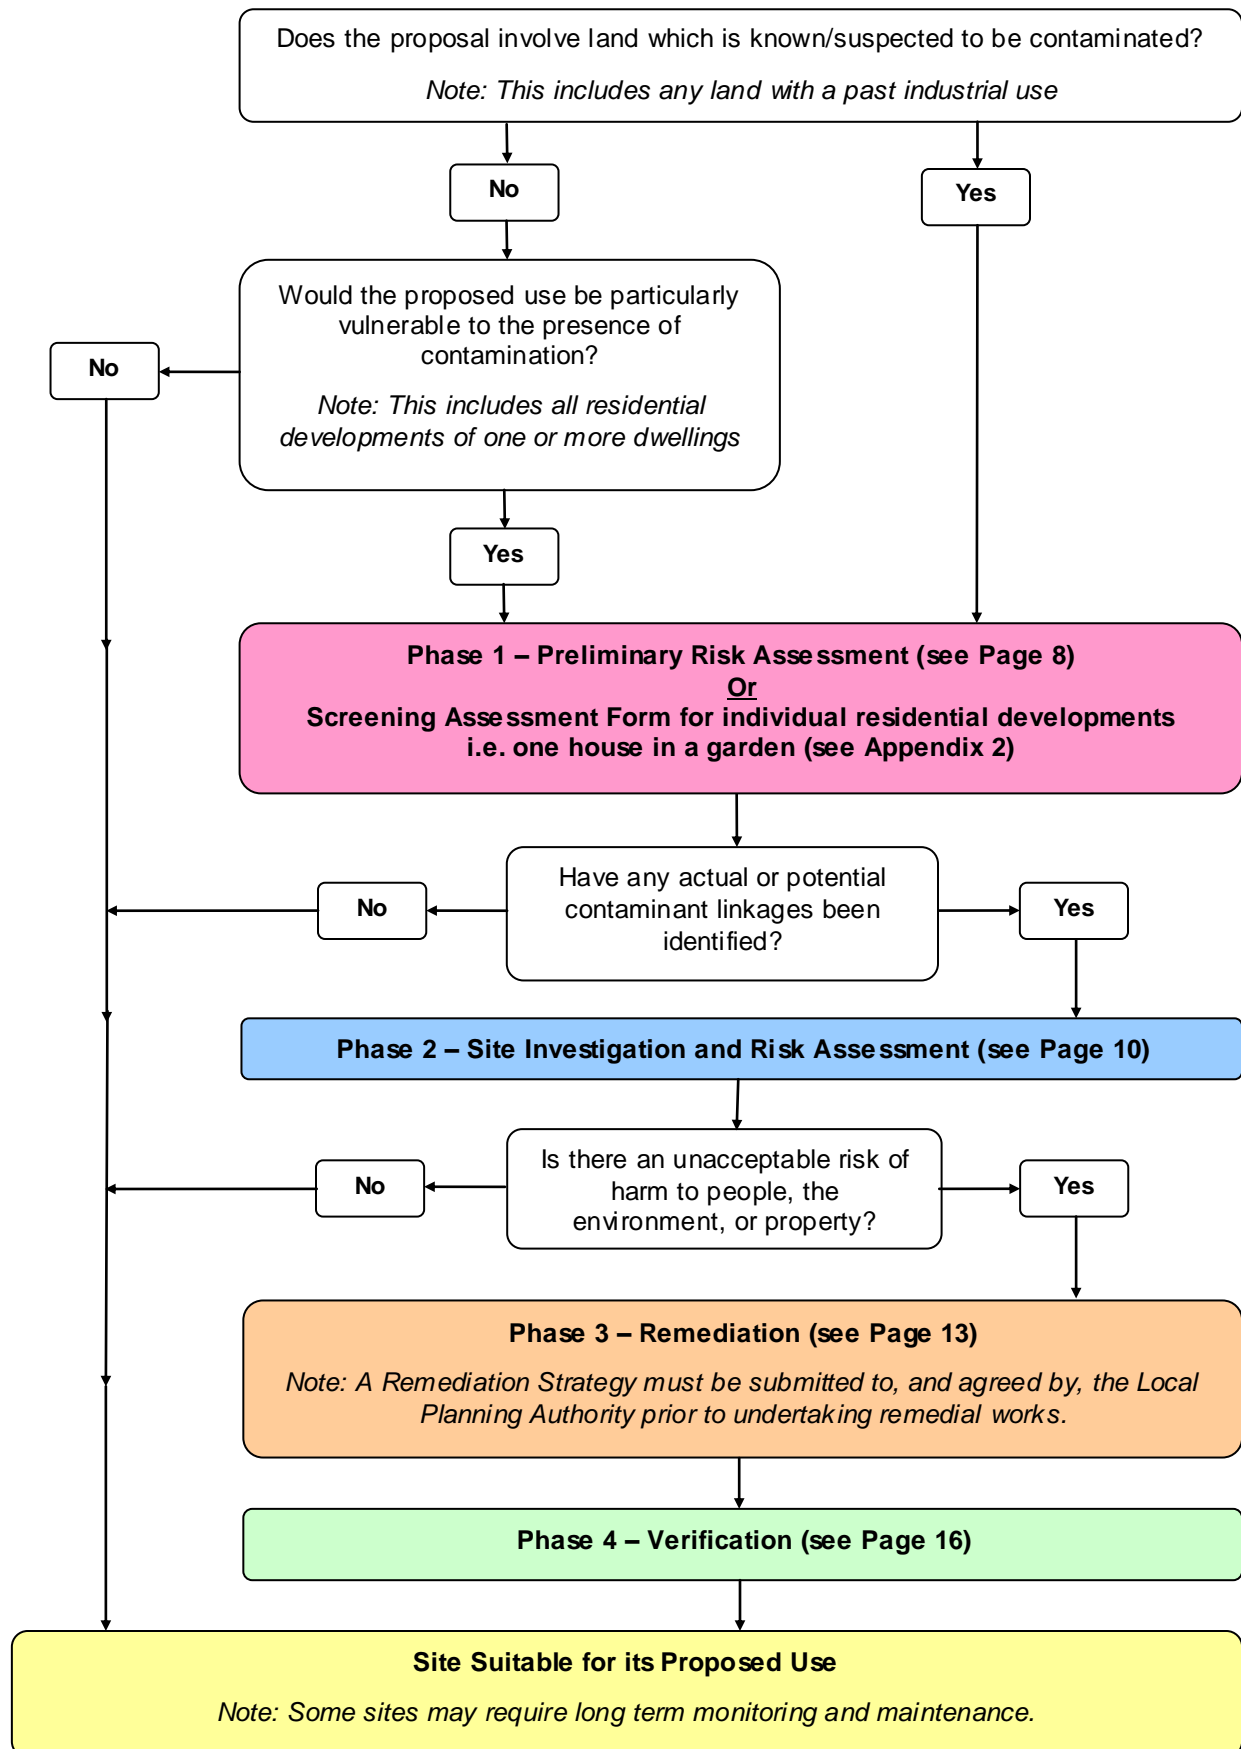 Does the proposal involve land which is known/suspected to be contaminated?
Note: This includes any land with a past industrial use
No
Yes
Would the proposed use be particularly
vulnerable to the presence of
contamination?
Note: This includes all residential
developments of one or more dwellings
No
Yes
Phase 1 – Preliminary Risk Assessment (see Page 8)
Or
Screening Assessment Form for individual residential developments
i.e. one house in a garden (see Appendix 2)
Have any actual or potential
contaminant linkages been
identified?
No
Yes
Phase 2 – Site Investigation and Risk Assessment (see Page 10)
Is there an unacceptable risk of
harm to people, the
environment, or property?
No
Yes
Phase 3 – Remediation (see Page 13)
Note: A Remediation Strategy must be submitted to, and agreed by, the Local
Planning Authority prior to undertaking remedial works.
Phase 4 – Verification (see Page 16)
Site Suitable for its Proposed Use
Note: Some sites may require long term monitoring and maintenance.